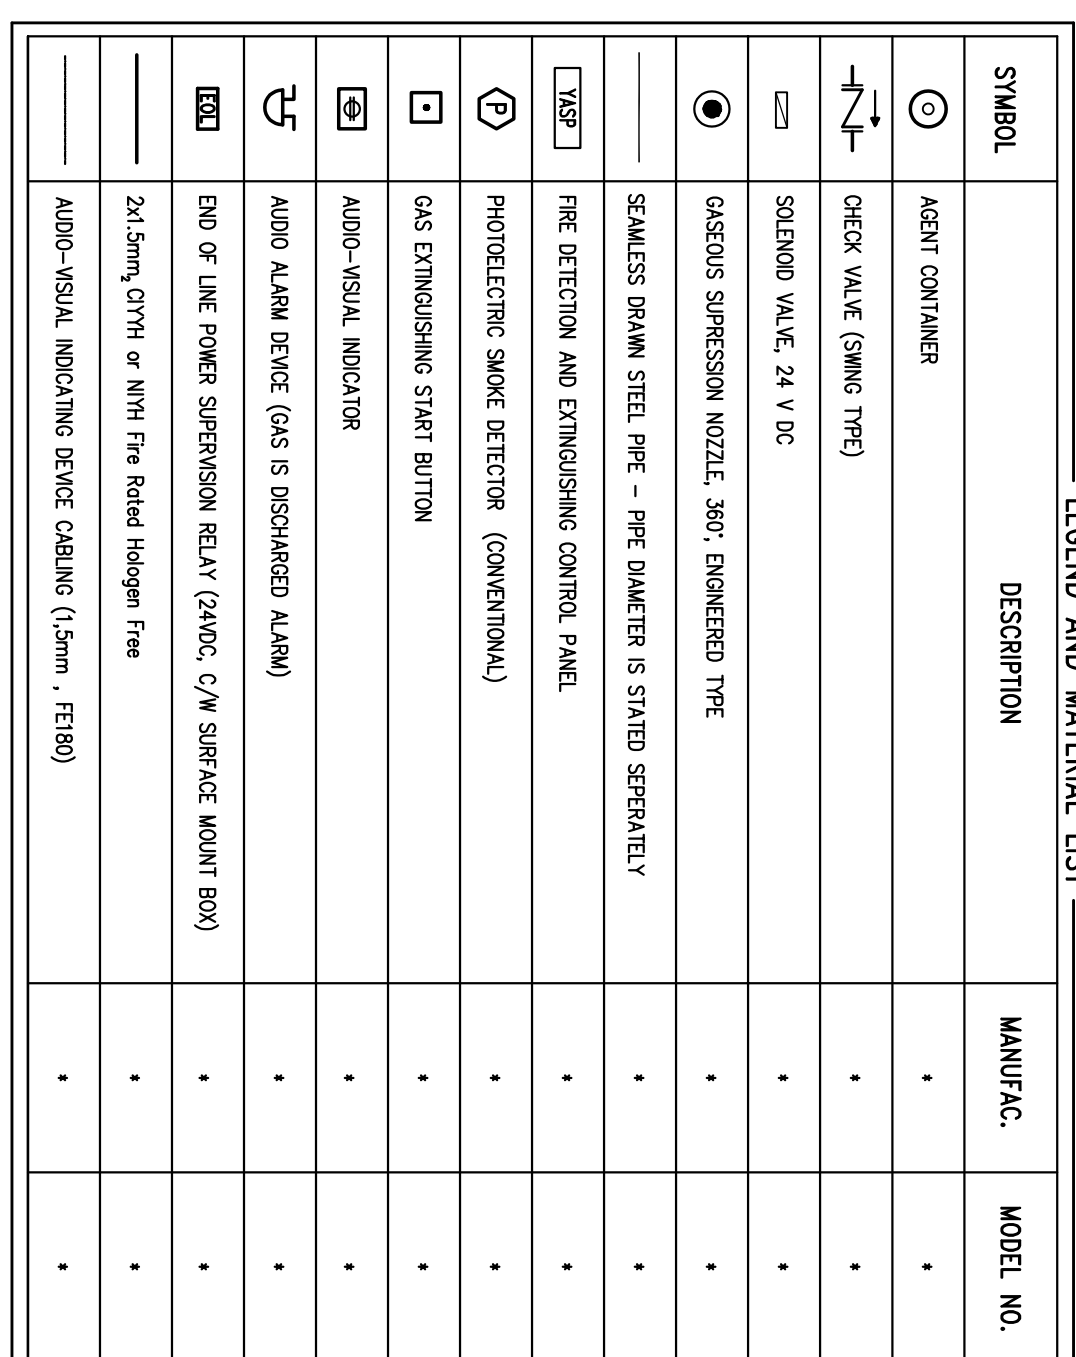 LEGEND AND MATERIAL LIST
SYMBOL DESCRIPTION MANUFAC. MODEL NO.
AGENT CONTAINER * *
CHECK VALVE (SWING TYPE) * *
SOLENOID VALVE, 24 V DC * *
GASEOUS SUPRESSION NOZZLE, 360°, ENGINEERED TYPE * *
SEAMLESS DRAWN STEEL PIPE - PIPE DIAMETER IS STATED SEPERATELY * *
YASP FIRE DETECTION AND EXTINGUISHING CONTROL PANEL * *
P PHOTOELECTRIC SMOKE DETECTOR (CONVENTIONAL) * *
GAS EXTINGUISHING START BUTTON * *
AUDIO-VISUAL INDICATOR * *
AUDIO ALARM DEVICE (GAS IS DISCHARGED ALARM) * *
EOL END OF LINE POWER SUPERVISION RELAY (24VDC, C/W SURFACE MOUNT BOX) * *
2x1.5mm₂ CIYYH or NIYH Fire Rated Hologen Free * *
AUDIO-VISUAL INDICATING DEVICE CABLING (1,5mm , FE180) * *